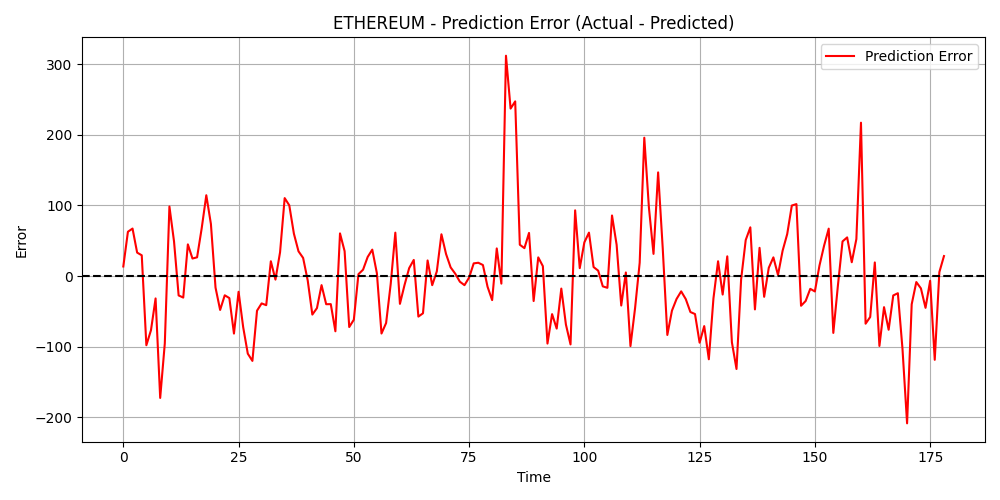 ETHEREUM - Prediction Error (Actual - Predicted)
Prediction Error
Error
300
200
100
0
−100
−200
0 25 50 75 100 125 150 175
Time